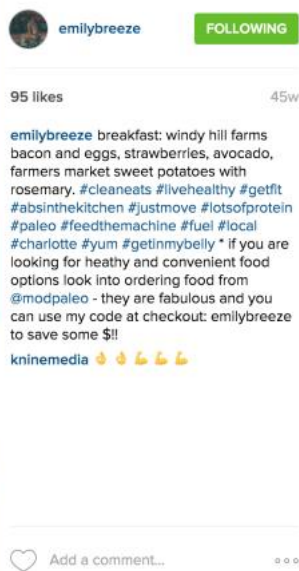 emilybreeze
FOLLOWING
95 likes
45w
emilybreeze breakfast: windy hill farms
bacon and eggs, strawberries, avocado,
farmers market sweet potatoes with
rosemary. #cleaneats #livehealthy #getfit
#absinthekitchen #justmove #lotsofprotein
#paleo #feedthemachine #fuel #local
#charlotte #yum #getinmybelly * if you are
looking for heathy and convenient food
options look into ordering food from
@modpaleo - they are fabulous and you
can use my code at checkout: emilybreeze
to save some $!!
kninemedia 👌👌💪💪💪
Add a comment...